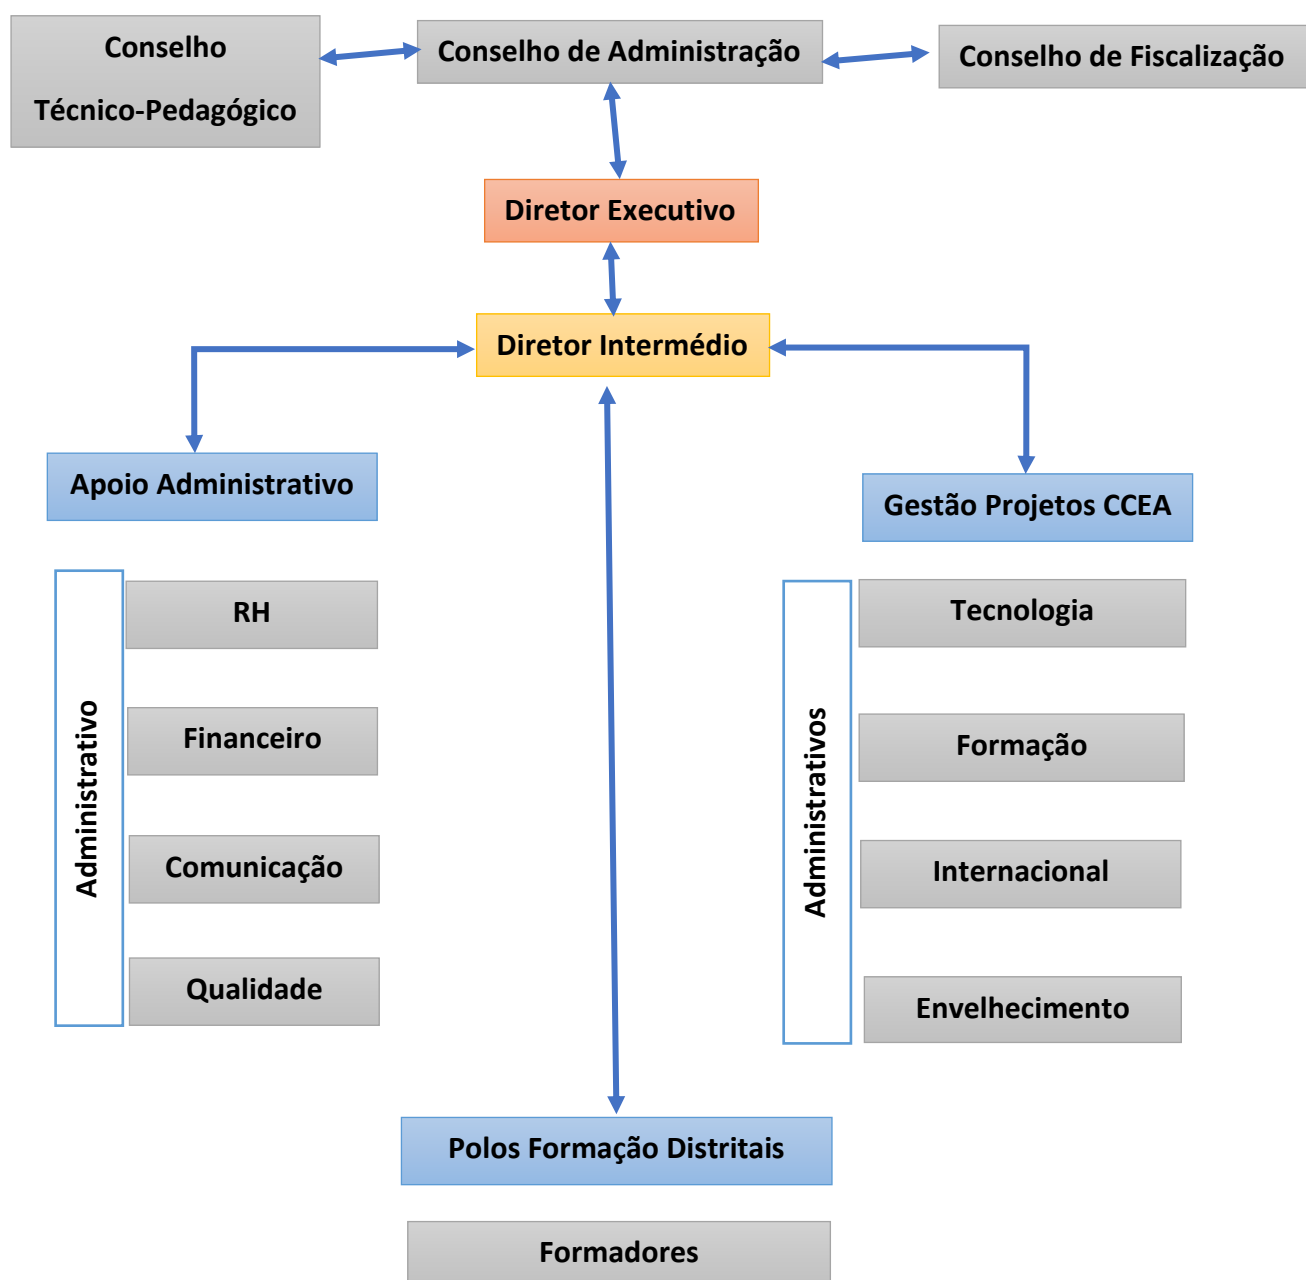 Conselho
Técnico-Pedagógico
Conselho de Administração
Conselho de Fiscalização
Diretor Executivo
Diretor Intermédio
Apoio Administrativo
Gestão Projetos CCEA
Administrativo
RH
Financeiro
Comunicação
Qualidade
Administrativos
Tecnologia
Formação
Internacional
Envelhecimento
Polos Formação Distritais
Formadores